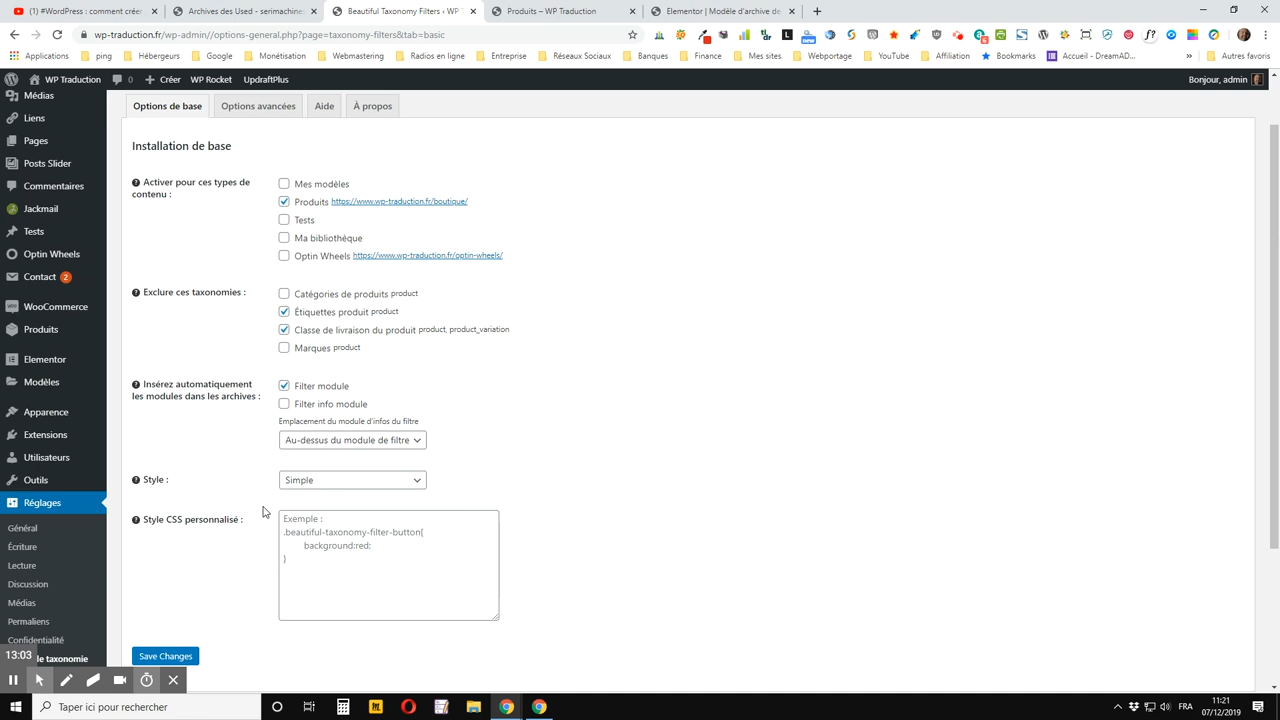 #WordPress : comment créer
Archives des Used - serimachines
Beautiful Taxonomy Filters ‹ WP T
Produits – WP Traduction
Elementor | Modèle d'archive de
wp-traduction.fr/wp-admin//options-general.php?page=taxonomy-filters&tab=basic
Applications
ping
Hébergeurs
Google
Monétisation
Webmastering
Radios en ligne
Entreprise
Réseaux Sociaux
Banques
Finance
Mes sites
Webportage
YouTube
Affiliation
Bookmarks
Accueil - DreamAD...
»
Autres favoris
WP Traduction
0
Créer
WP Rocket
UpdraftPlus
Bonjour, admin
Médias
Liens
Pages
Posts Slider
Commentaires
Jackmail
Tests
Optin Wheels
Contact 2
WooCommerce
Produits
Elementor
Modèles
Apparence
Extensions
Utilisateurs
Outils
Réglages
Général
Écriture
Lecture
Discussion
Médias
Permaliens
Confidentialité
le taxonomie
13:03
Options de base
Options avancées
Aide
À propos
Installation de base
Activer pour ces types de
contenu :
Mes modèles
Produits https://www.wp-traduction.fr/boutique/
Tests
Ma bibliothèque
Optin Wheels https://www.wp-traduction.fr/optin-wheels/
Exclure ces taxonomies :
Catégories de produits product
Étiquettes produit product
Classe de livraison du produit product, product_variation
Marques product
Insérez automatiquement
les modules dans les archives :
Filter module
Filter info module
Emplacement du module d'infos du filtre
Au-dessus du module de filtre
Style :
Simple
Style CSS personnalisé :
Exemple :
.beautiful-taxonomy-filter-button{
background:red;
}
Save Changes
Taper ici pour rechercher
FRA
11:21
07/12/2019